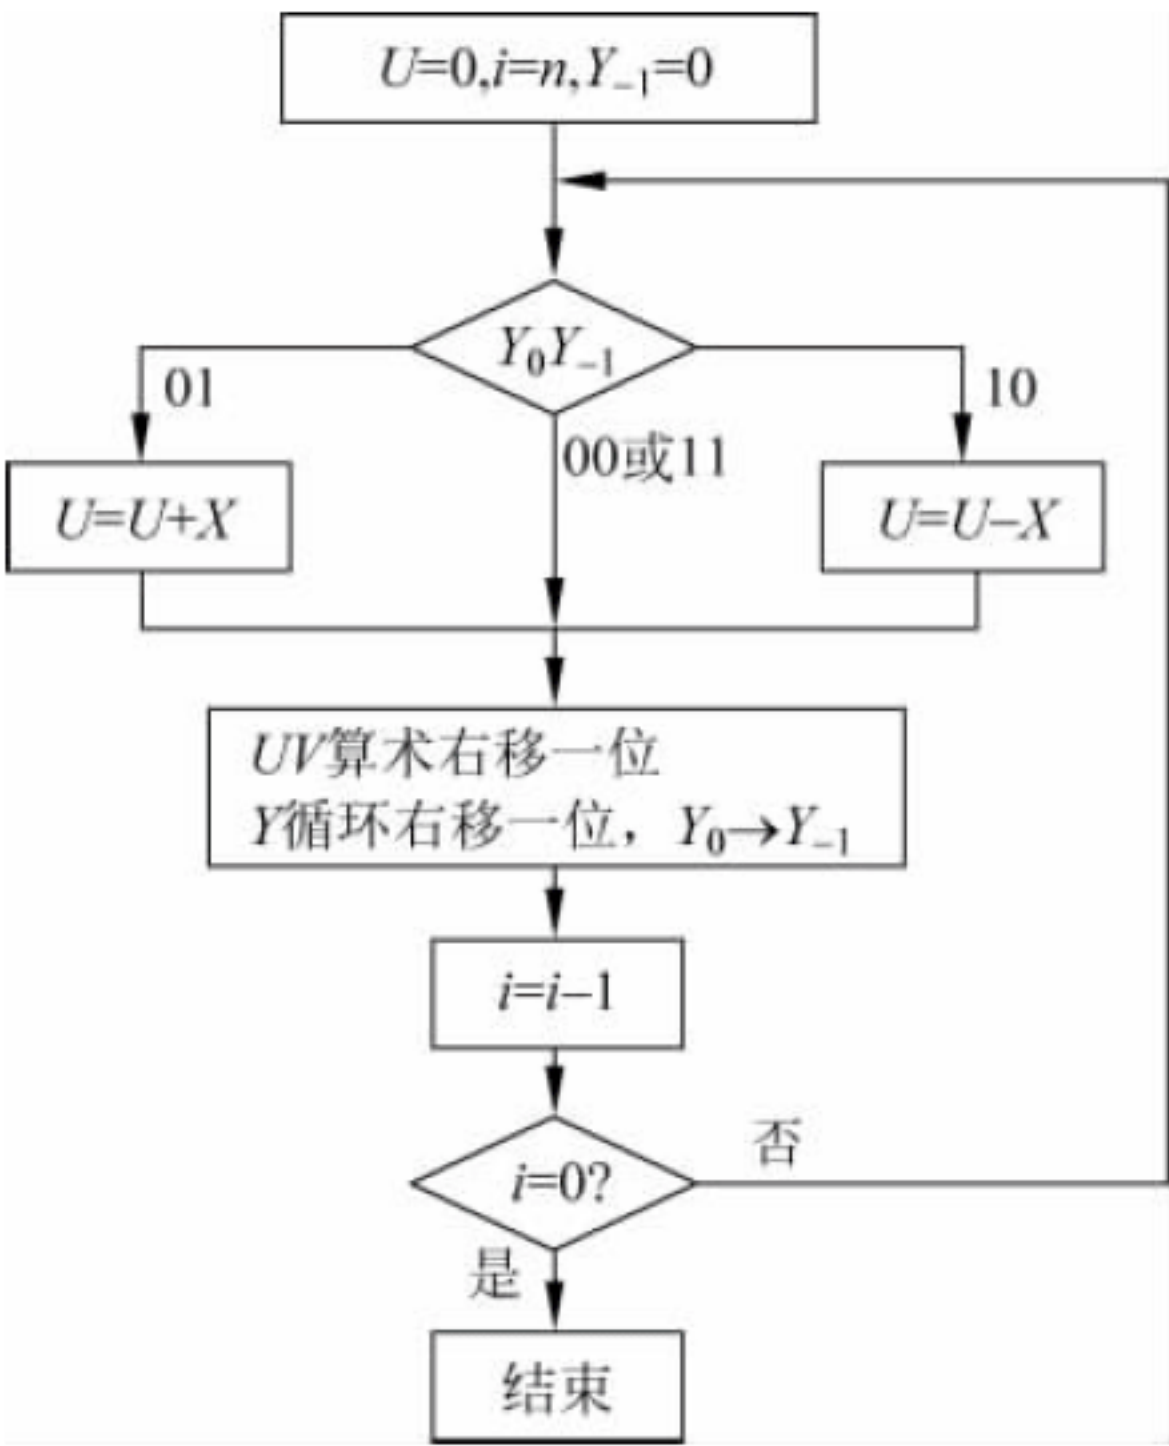 U=0,i=n,Y₋₁=0
Y₀Y₋₁
01
10
00或11
U=U+X
U=U–X
UV算术右移一位
Y循环右移一位，Y₀→Y₋₁
i=i–1
i=0?
否
是
结束